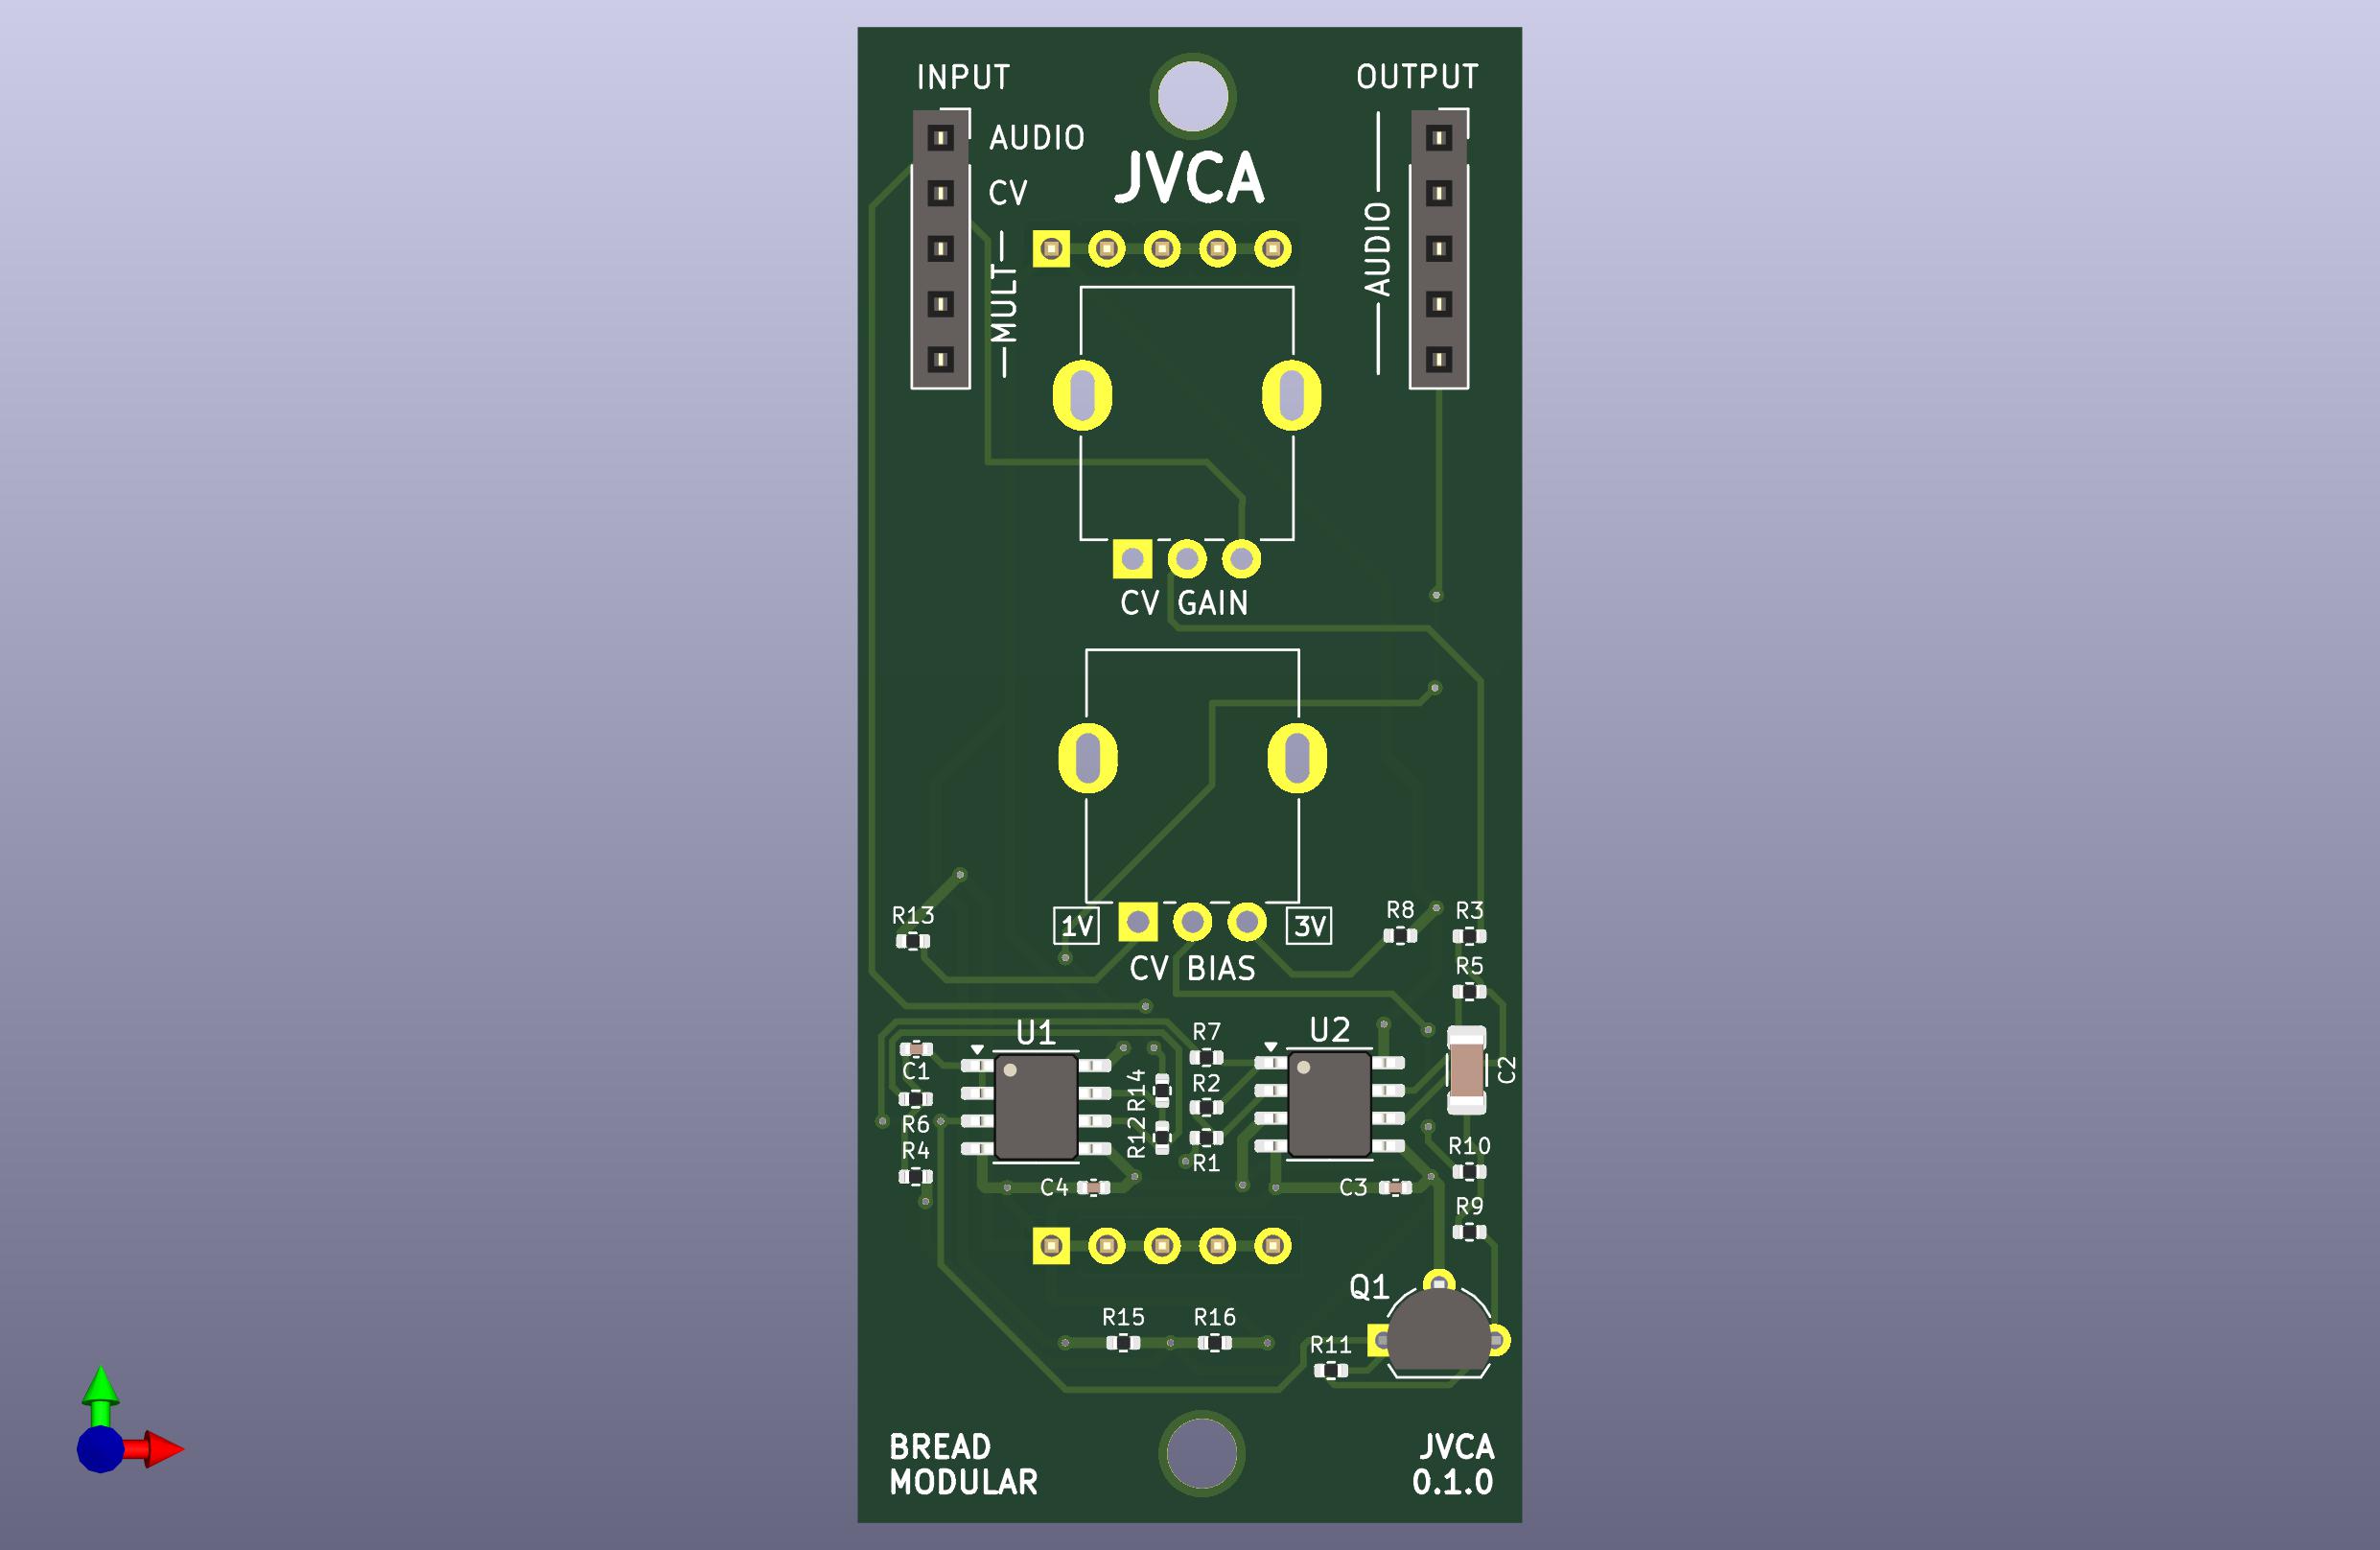 INPUT
OUTPUT
AUDIO
CV
MULT
JVCA
AUDIO
CV GAIN
1V
3V
CV BIAS
R13
R8
R3
R5
U1
U2
R7
C1
R14
R2
C2
R6
R12
R4
R1
R10
C4
C3
R9
Q1
R15
R16
R11
BREAD
MODULAR
JVCA
0.1.0